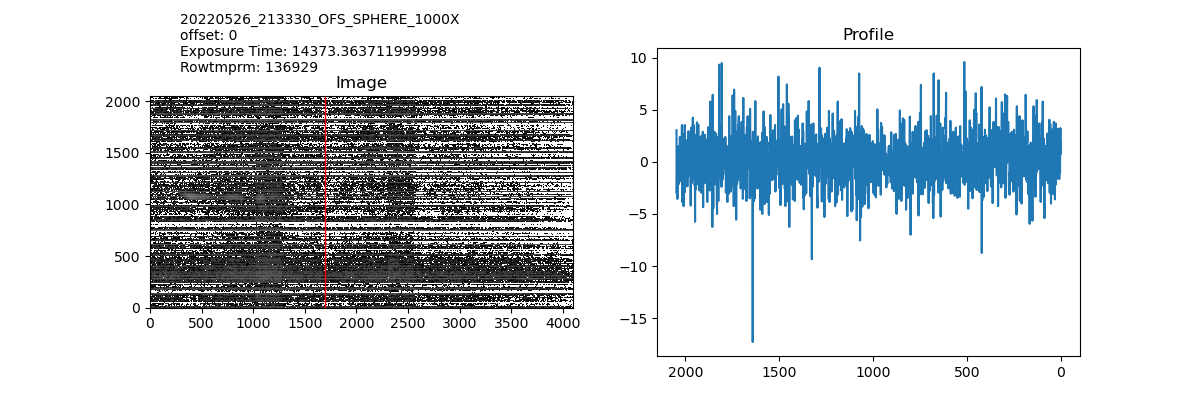 20220526_213330_OFS_SPHERE_1000X
offset: 0
Exposure Time: 14373.363711999998
Rowtmprm: 136929
Image
2000
1500
1000
500
0
0 500 1000 1500 2000 2500 3000 3500 4000
Profile
10
5
0
−5
−10
−15
2000 1500 1000 500 0